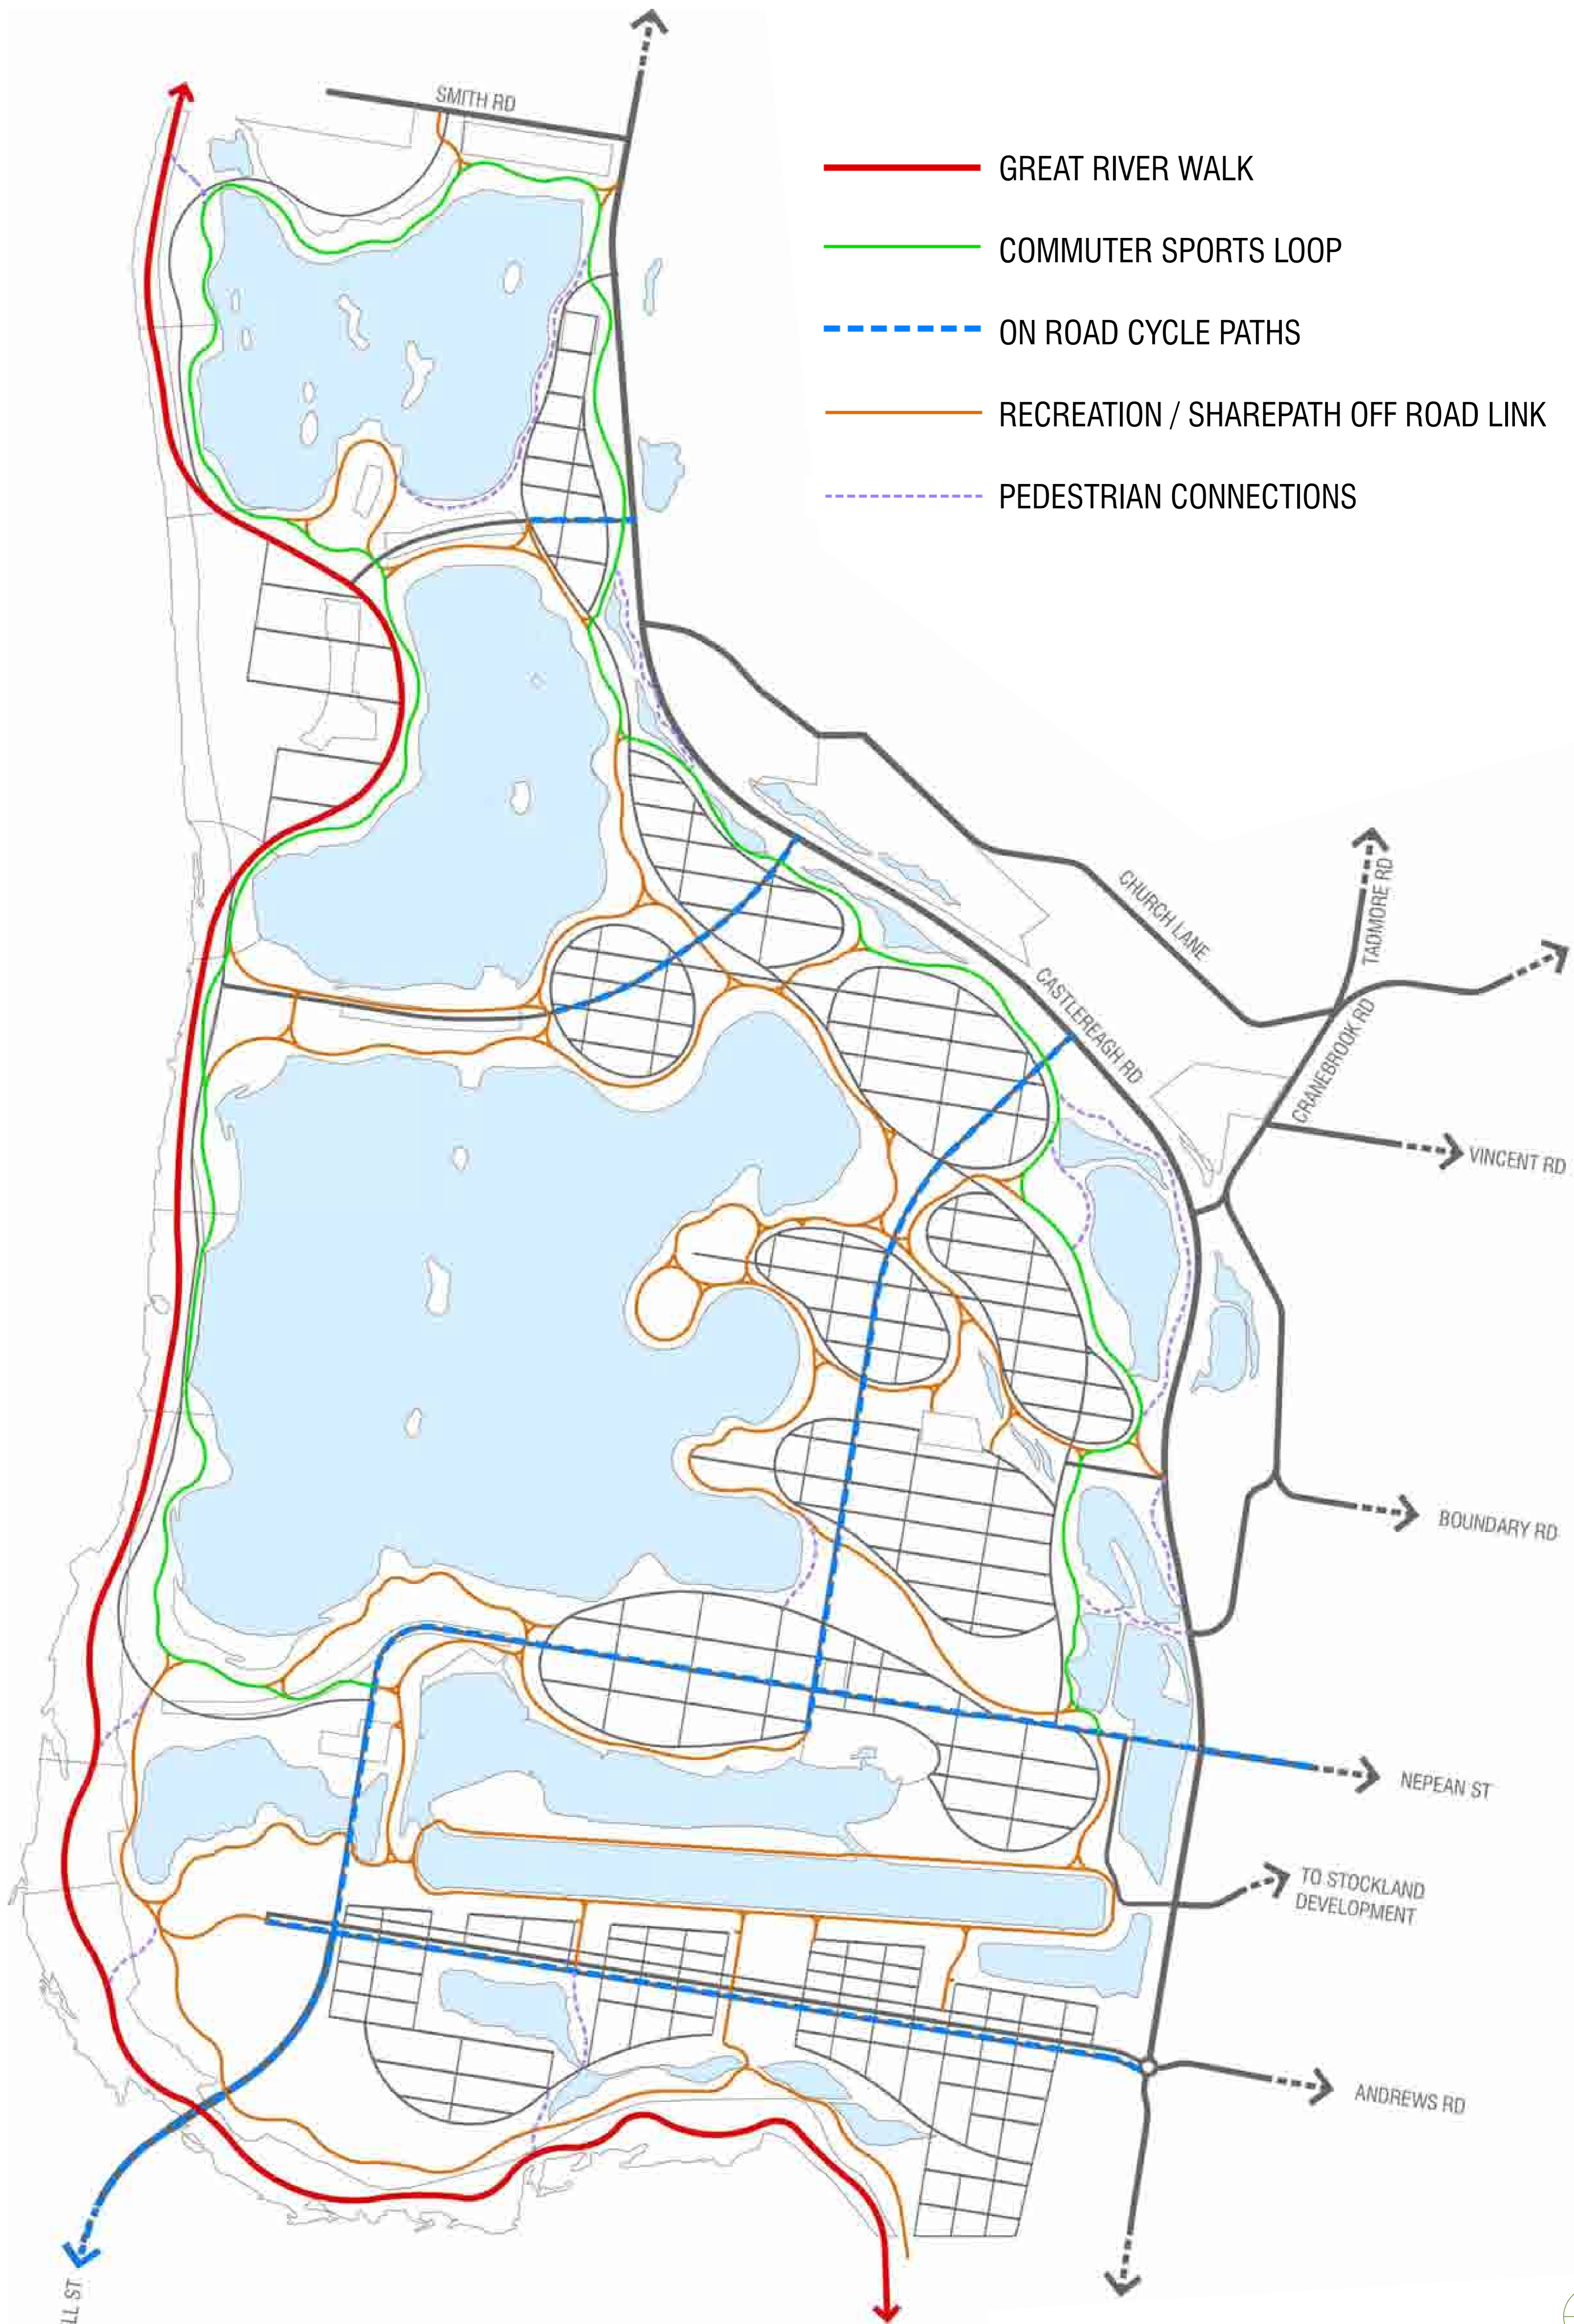 SMITH RD
GREAT RIVER WALK
COMMUTER SPORTS LOOP
ON ROAD CYCLE PATHS
RECREATION / SHAREPATH OFF ROAD LINK
PEDESTRIAN CONNECTIONS
CHURCH LANE
TADMORE RD
CASTLEREAGH RD
CRANEBROOK RD
VINCENT RD
BOUNDARY RD
NEPEAN ST
TO STOCKLAND
DEVELOPMENT
ANDREWS RD
LL ST